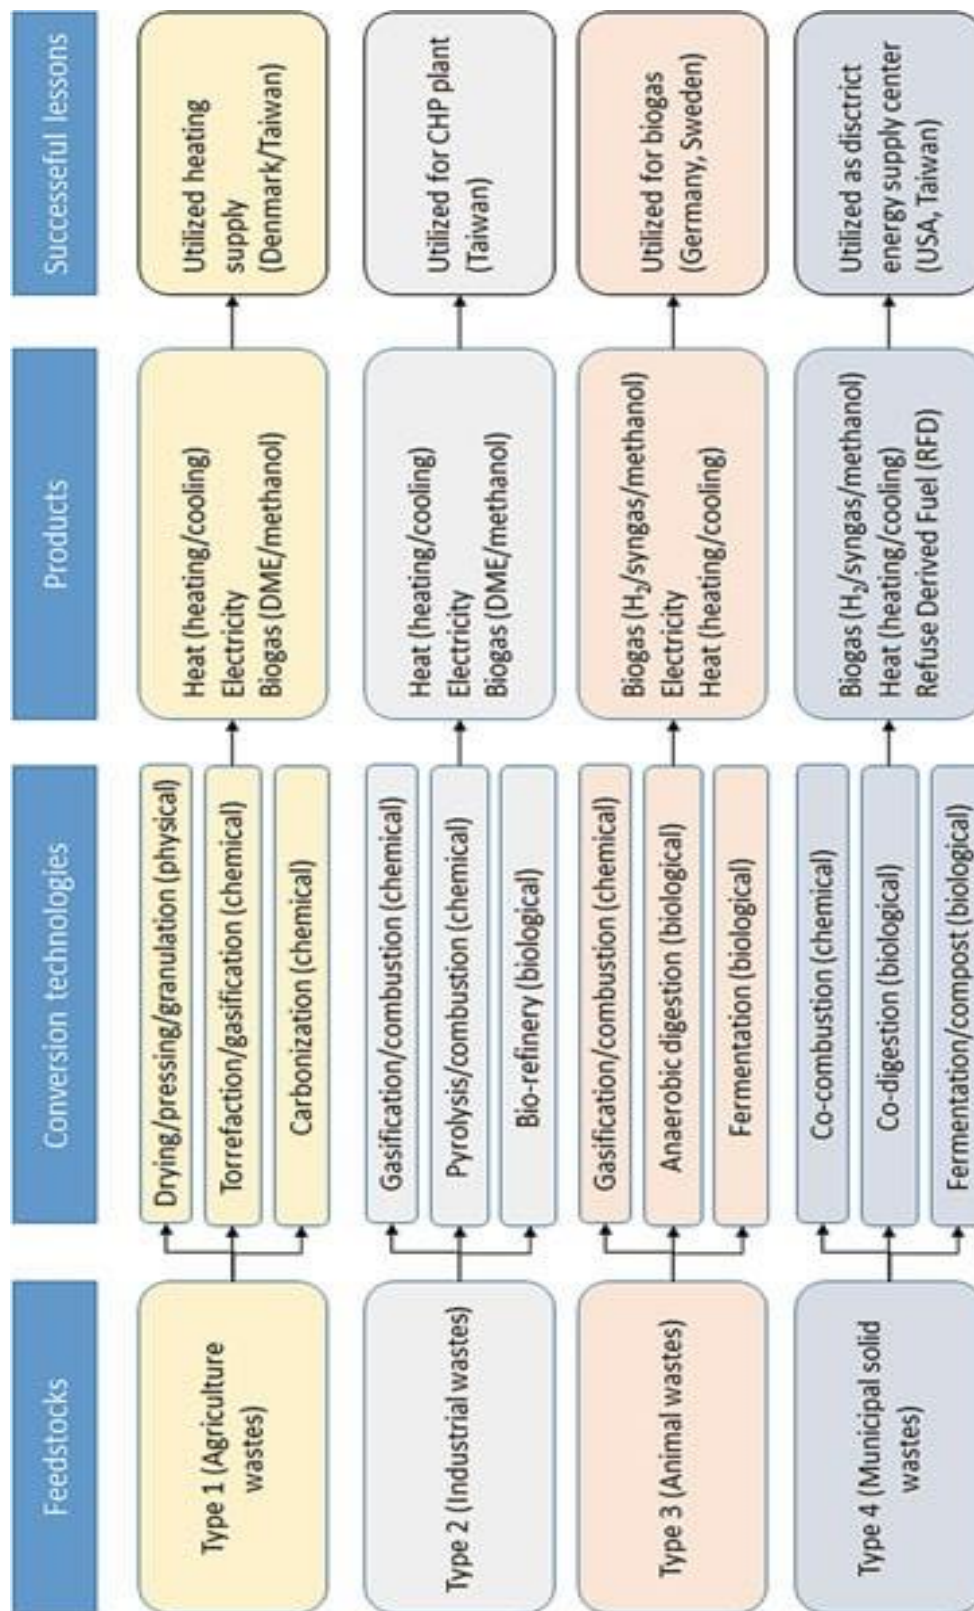 Feedstocks
Conversion technologies
Products
Successeful lessons
Type 1 (Agriculture
wastes)
Drying/pressing/granulation (physical)
Torrefaction/gasification (chemical)
Carbonization (chemical)
Heat (heating/cooling)
Electricity
Biogas (DME/methanol)
Utilized heating
supply
(Denmark/Taiwan)
Type 2 (Industrial wastes)
Gasification/combustion (chemical)
Pyrolysis/combustion (chemical)
Bio-refinery (biological)
Heat (heating/cooling)
Electricity
Biogas (DME/methanol)
Utilized for CHP plant
(Taiwan)
Type 3 (Animal wastes)
Gasification/combustion (chemical)
Anaerobic digestion (biological)
Fermentation (biological)
Biogas (H₂/syngas/methanol)
Electricity
Heat (heating/cooling)
Utilized for biogas
(Germany, Sweden)
Type 4 (Municipal solid
wastes)
Co-combustion (chemical)
Co-digestion (biological)
Fermentation/compost (biological)
Biogas (H₂/syngas/methanol)
Heat (heating/cooling)
Refuse Derived Fuel (RFD)
Utilized as disctrict
energy supply center
(USA, Taiwan)